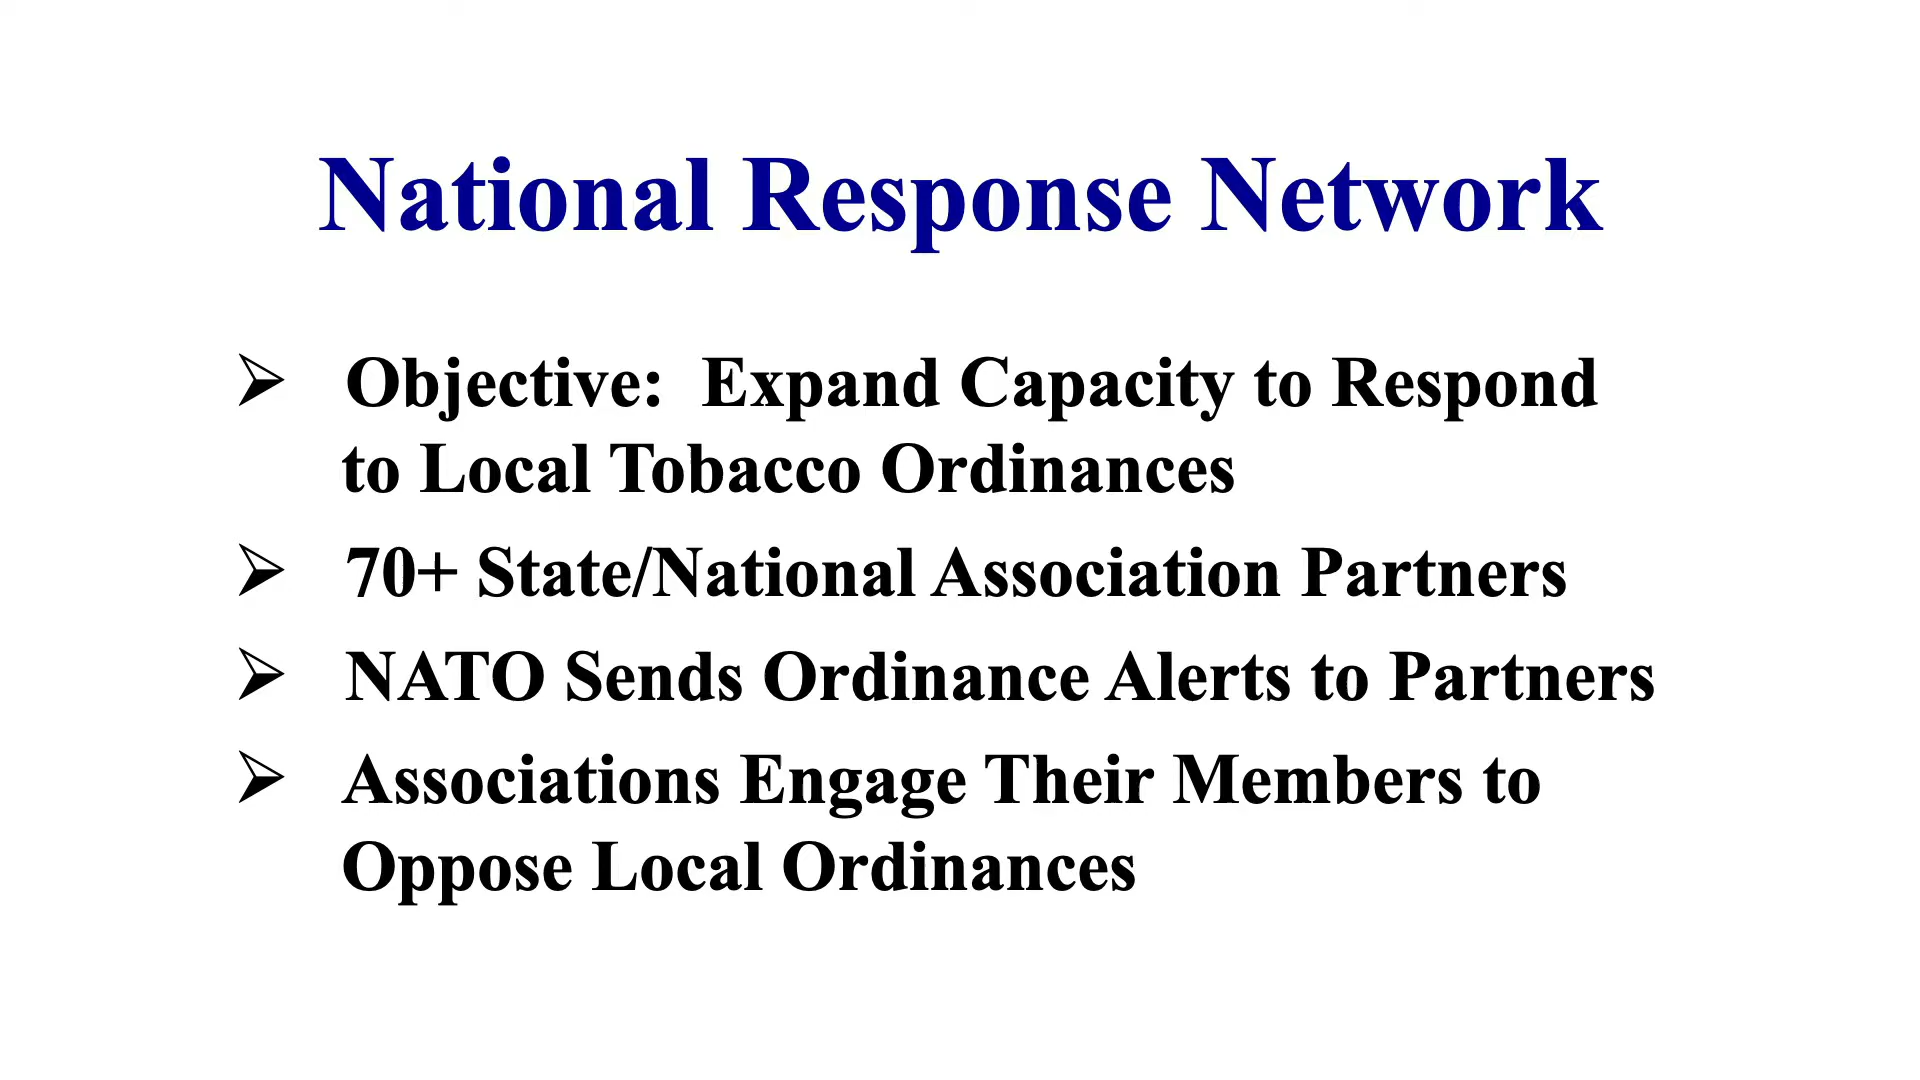 National Response Network
➢ Objective:  Expand Capacity to Respond
to Local Tobacco Ordinances
➢ 70+ State/National Association Partners
➢ NATO Sends Ordinance Alerts to Partners
➢ Associations Engage Their Members to
Oppose Local Ordinances